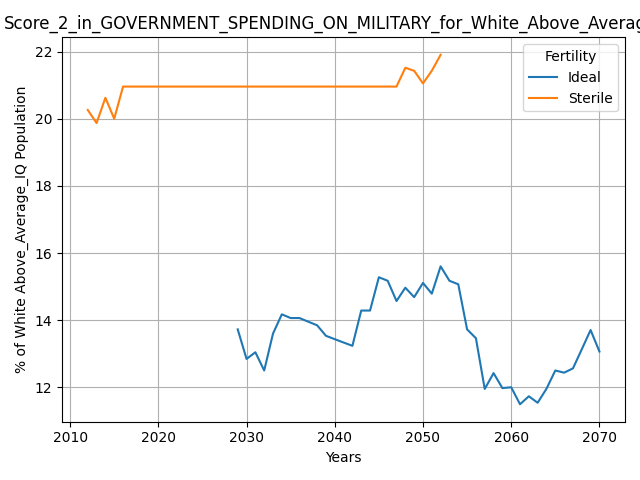 Score_2_in_GOVERNMENT_SPENDING_ON_MILITARY_for_White_Above_Averag
22
20
18
16
14
12
% of White Above_Average_IQ Population
Fertility
Ideal
Sterile
2010 2020 2030 2040 2050 2060 2070
Years